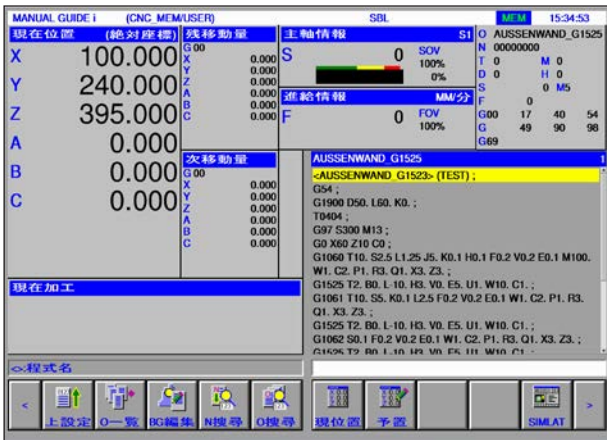 MANUAL GUIDE i (CNC_MEM/USER) SBL MEM 15:34:53
現在位置 (絶対座標)
X 100.000
Y 240.000
Z 395.000
A 0.000
B 0.000
C 0.000
残移動量
G00
X 0.000
Y 0.000
Z 0.000
A 0.000
B 0.000
C 0.000
次移動量
G00
X 0.000
Y 0.000
Z 0.000
A 0.000
B 0.000
C 0.000
主軸情報 S1
S 0 SOV
100%
0%
進給情報 MM/分
F 0 FOV
100%
O AUSSENWAND_G1525
N 00000000
T 0 M 0
D 0 H 0
S 0 M5
F 0
G00 17 40 54
G 49 90 98
G69
AUSSENWAND_G1525 1
<AUSSENWAND_G1523> (TEST) ;
G54 ;
G1900 D50. L60. K0. ;
T0404 ;
G97 S300 M13 ;
G0 X60 Z10 C0 ;
G1060 T10. S2.5 L1.25 J5. K0.1 H0.1 F0.2 V0.2 E0.1 M100.
W1. C2. P1. R3. Q1. X3. Z3. ;
G1525 T2. B0. L-10. H3. V0. E5. U1. W10. C1. ;
G1061 T10. S5. K0.1 L2.5 F0.2 V0.2 E0.1 W1. C2. P1. R3.
Q1. X3. Z3. ;
G1525 T2. B0. L-10. H3. V0. E5. U1. W10. C1. ;
G1062 S0.1 F0.2 V0.2 E0.1 W1. C2. P1. R3. Q1. X3. Z3. ;
G1525 T2. B0. L-10. H3. V0. E5. U1. W10. C1. ;
現在加工
<>:程式名
< 上設定 O一覧 BG編集 N搜尋 O搜尋 現位置 予置 SIMLAT >